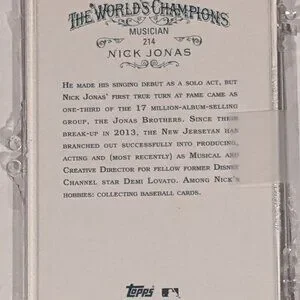 The World's Champions
MUSICIAN
214
NICK JONAS
He made his singing debut as a solo act, but
Nick Jonas' first true turn at fame came as
one-third of the 17 million-album-selling
group, the Jonas Brothers. Since their
break-up in 2013, the New Jerseyan has
branched out successfully into producing,
acting and (most recently) as Musical and
Creative Director for fellow former Disney
Channel star Demi Lovato. Among Nick's
hobbies: collecting baseball cards.
Topps